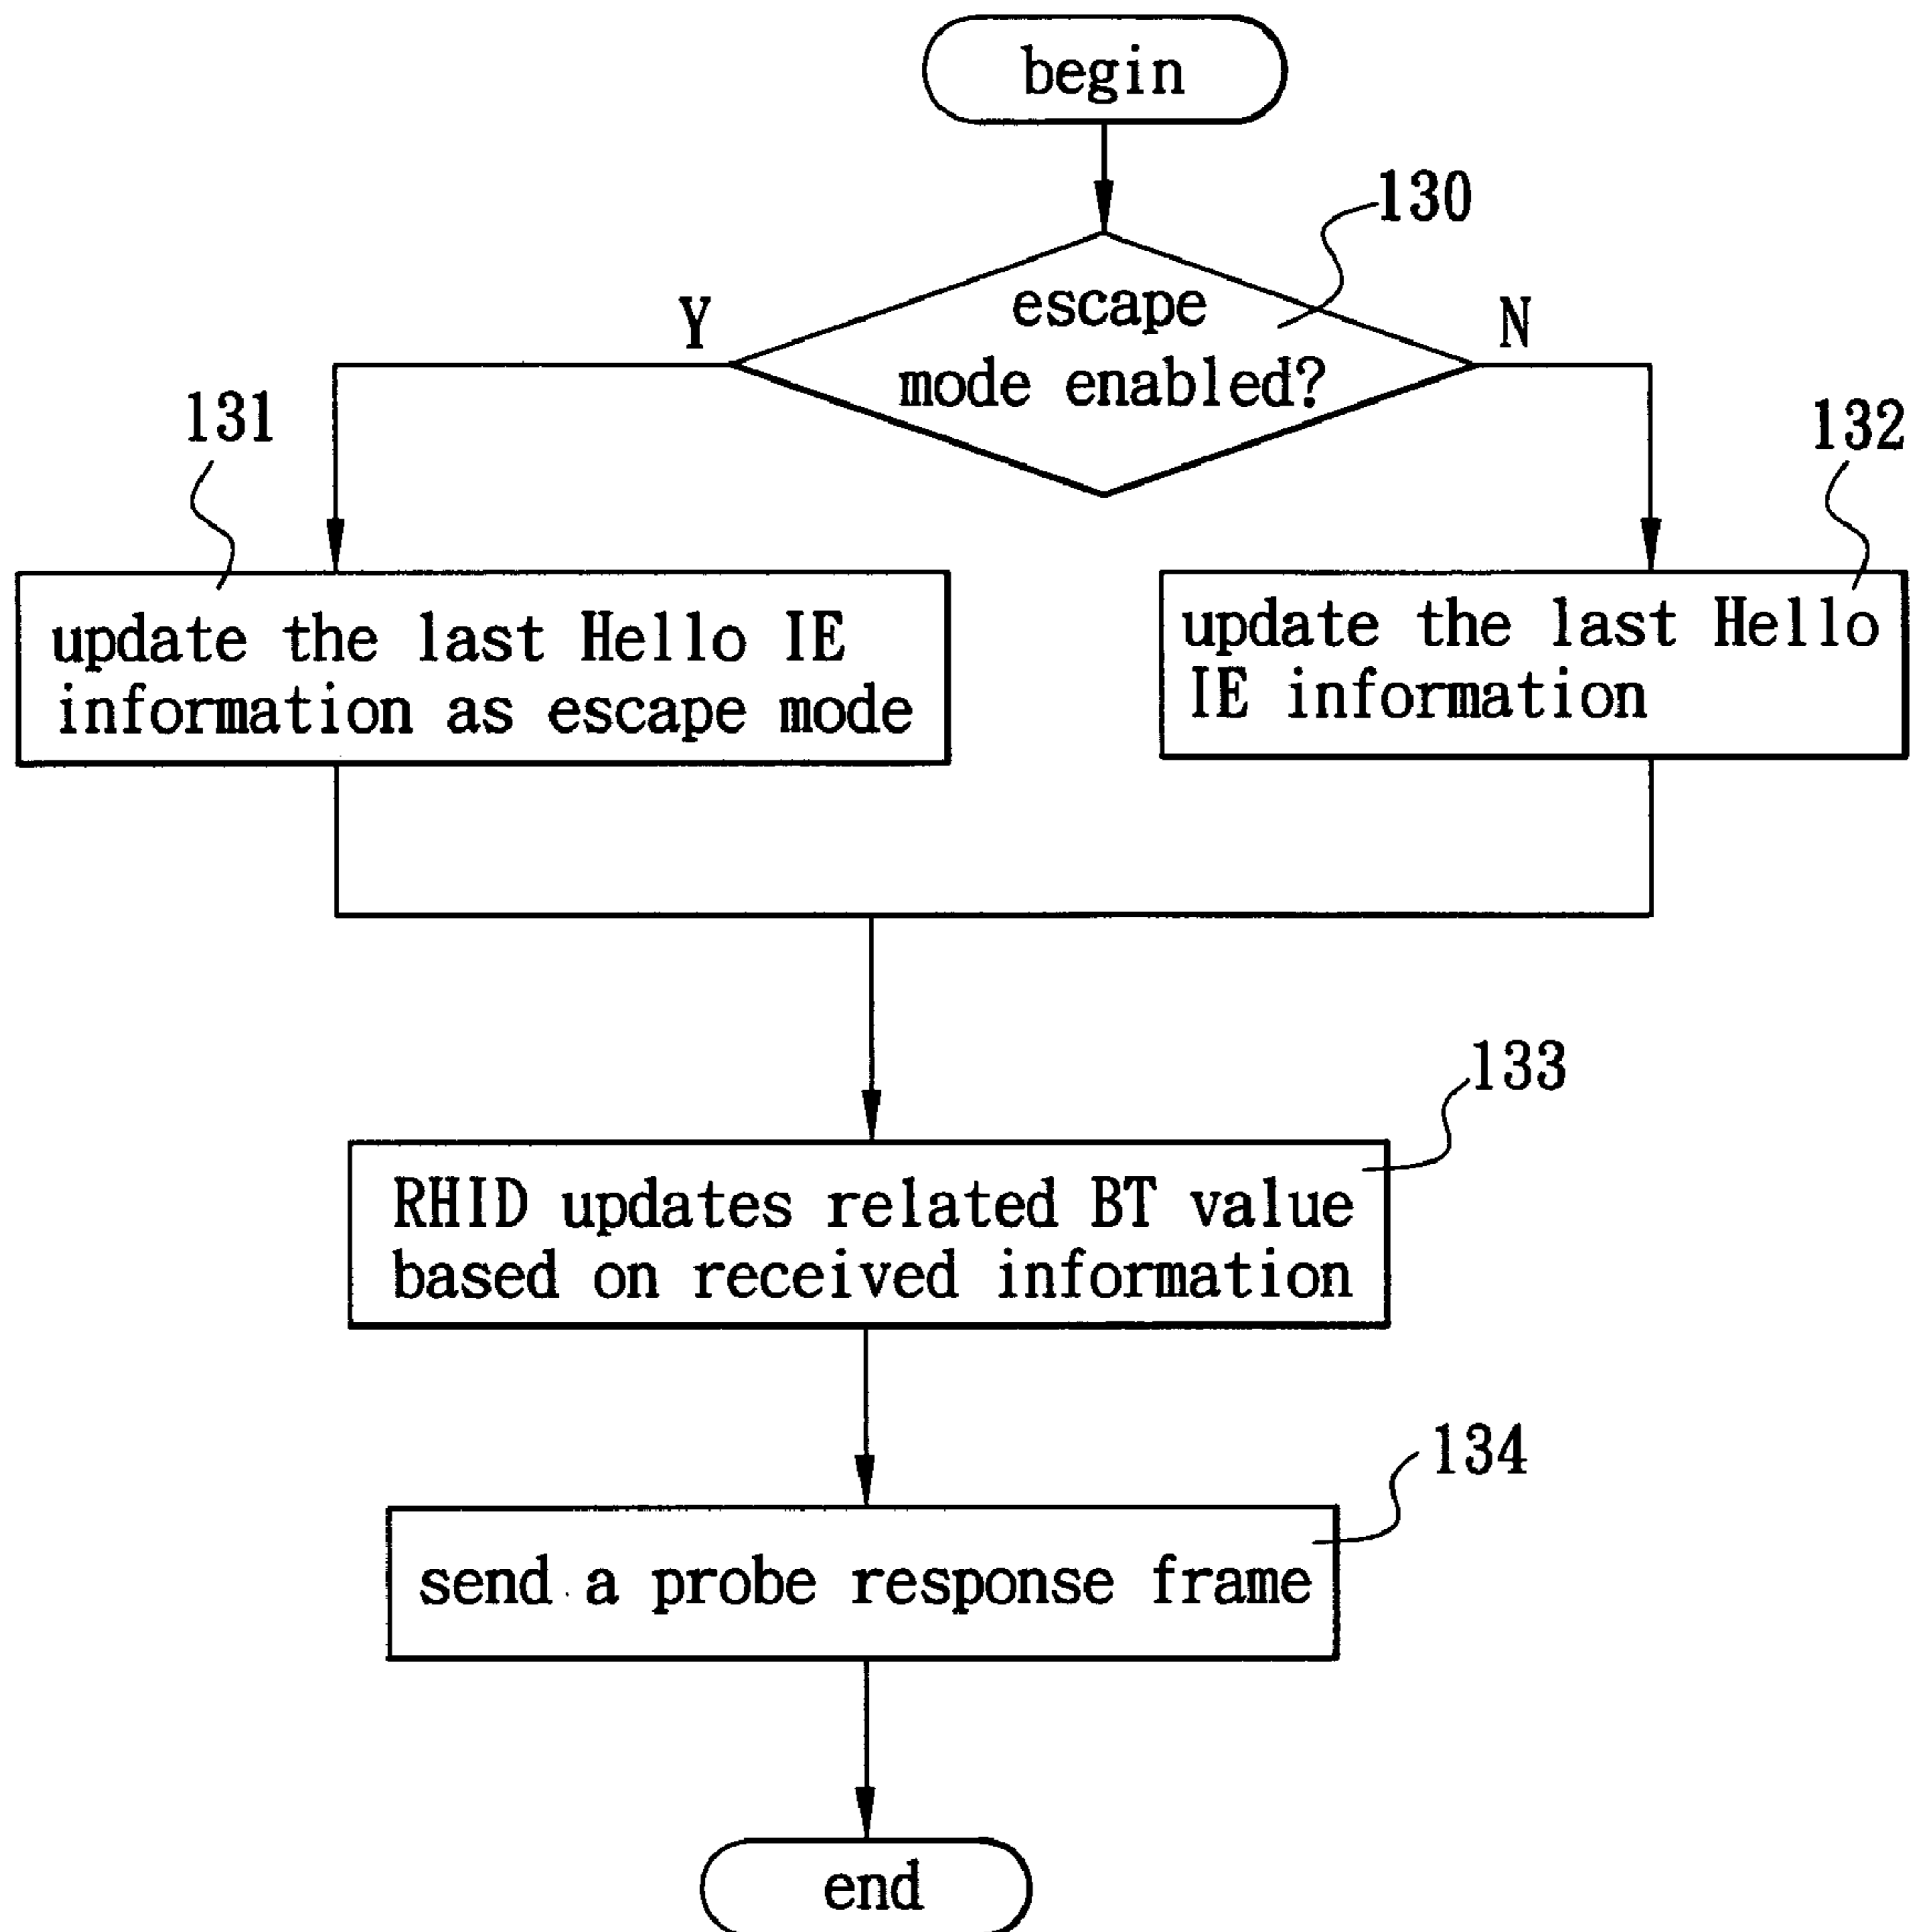 begin
130
escape
mode enabled?
Y
N
131
132
update the last Hello IE
information as escape mode
update the last Hello
IE information
133
RHID updates related BT value
based on received information
134
send a probe response frame
end